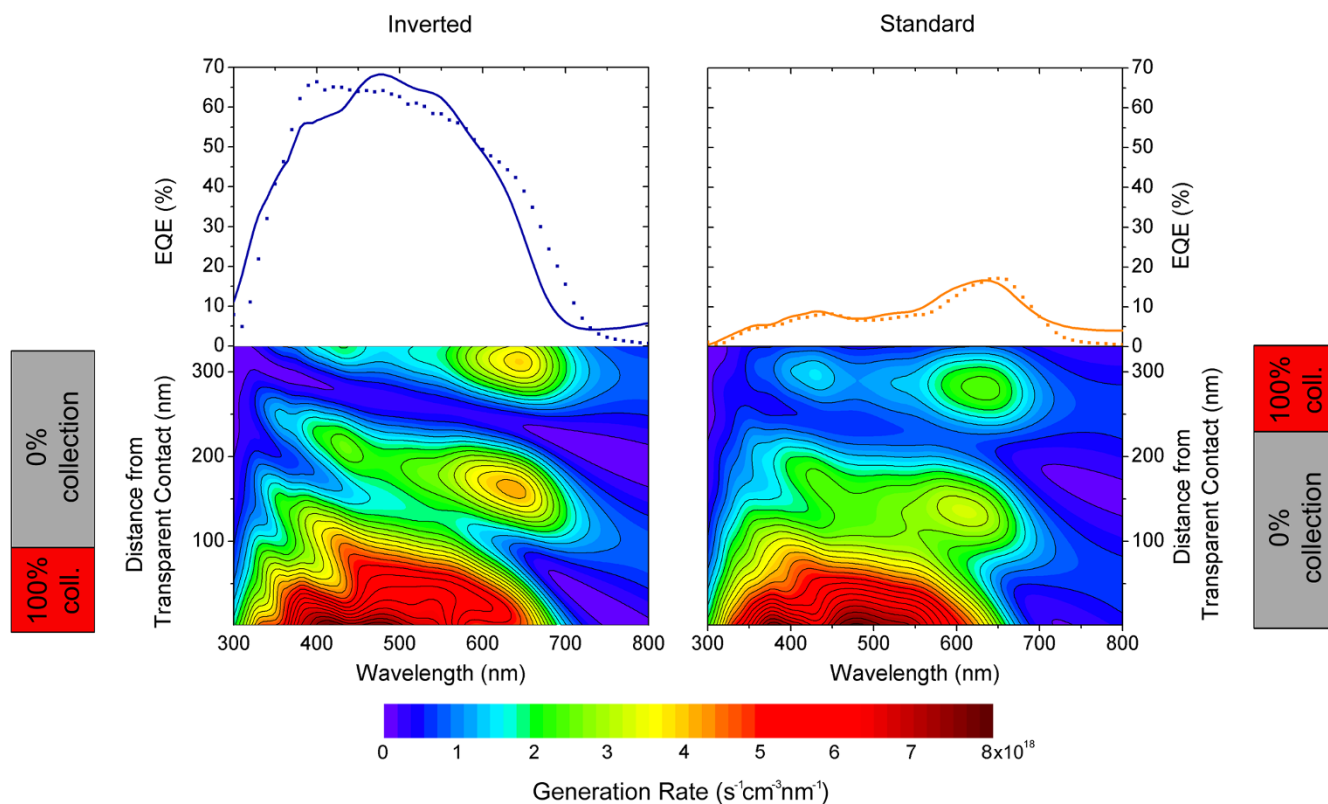 Inverted
Standard
70
60
50
40
30
20
10
0
EQE (%)
70
60
50
40
30
20
10
0
EQE (%)
0%
collection
100%
coll.
300
200
100
Distance from
Transparent Contact (nm)
300
200
100
Distance from
Transparent Contact (nm)
100%
coll.
0%
collection
300 400 500 600 700 800
Wavelength (nm)
300 400 500 600 700 800
Wavelength (nm)
0 1 2 3 4 5 6 7 8x10¹⁸
Generation Rate (s⁻¹cm⁻³nm⁻¹)